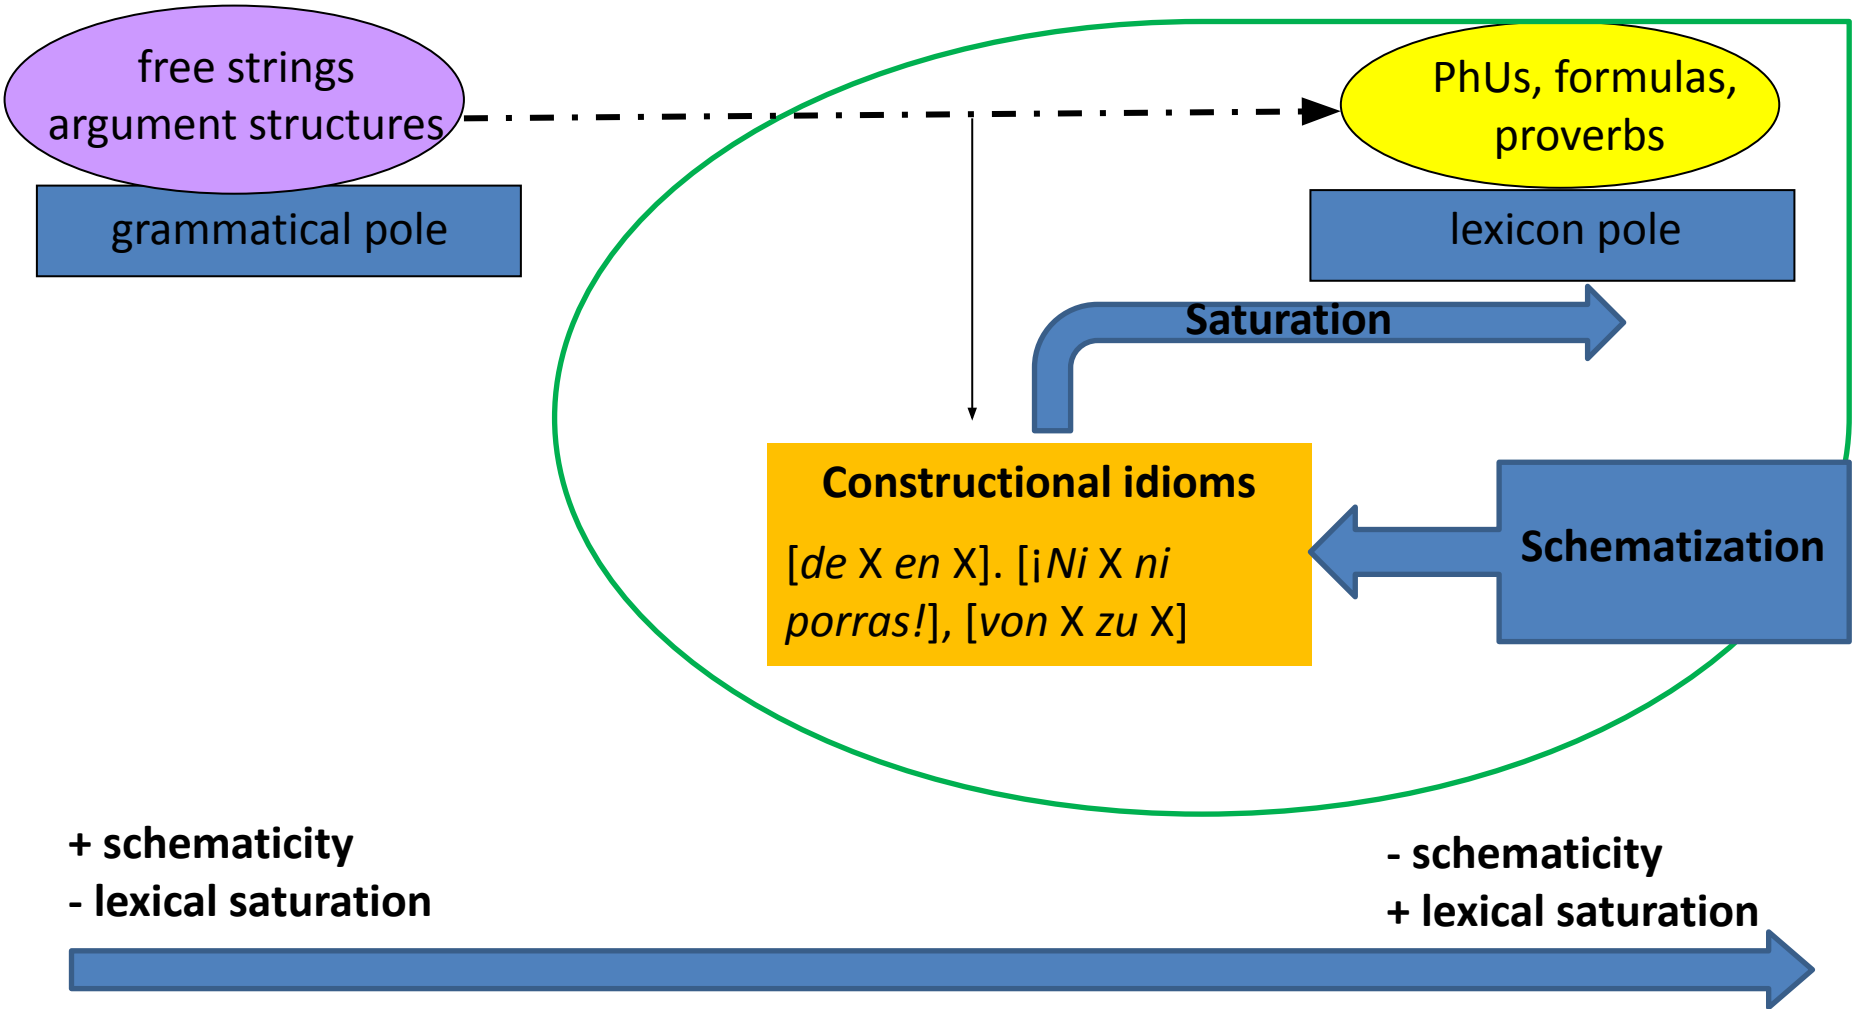 free strings
argument structures
grammatical pole
PhUs, formulas,
proverbs
lexicon pole
Saturation
Constructional idioms
[de X en X]. [¡Ni X ni
porras!], [von X zu X]
Schematization
+ schematicity
- lexical saturation
- schematicity
+ lexical saturation